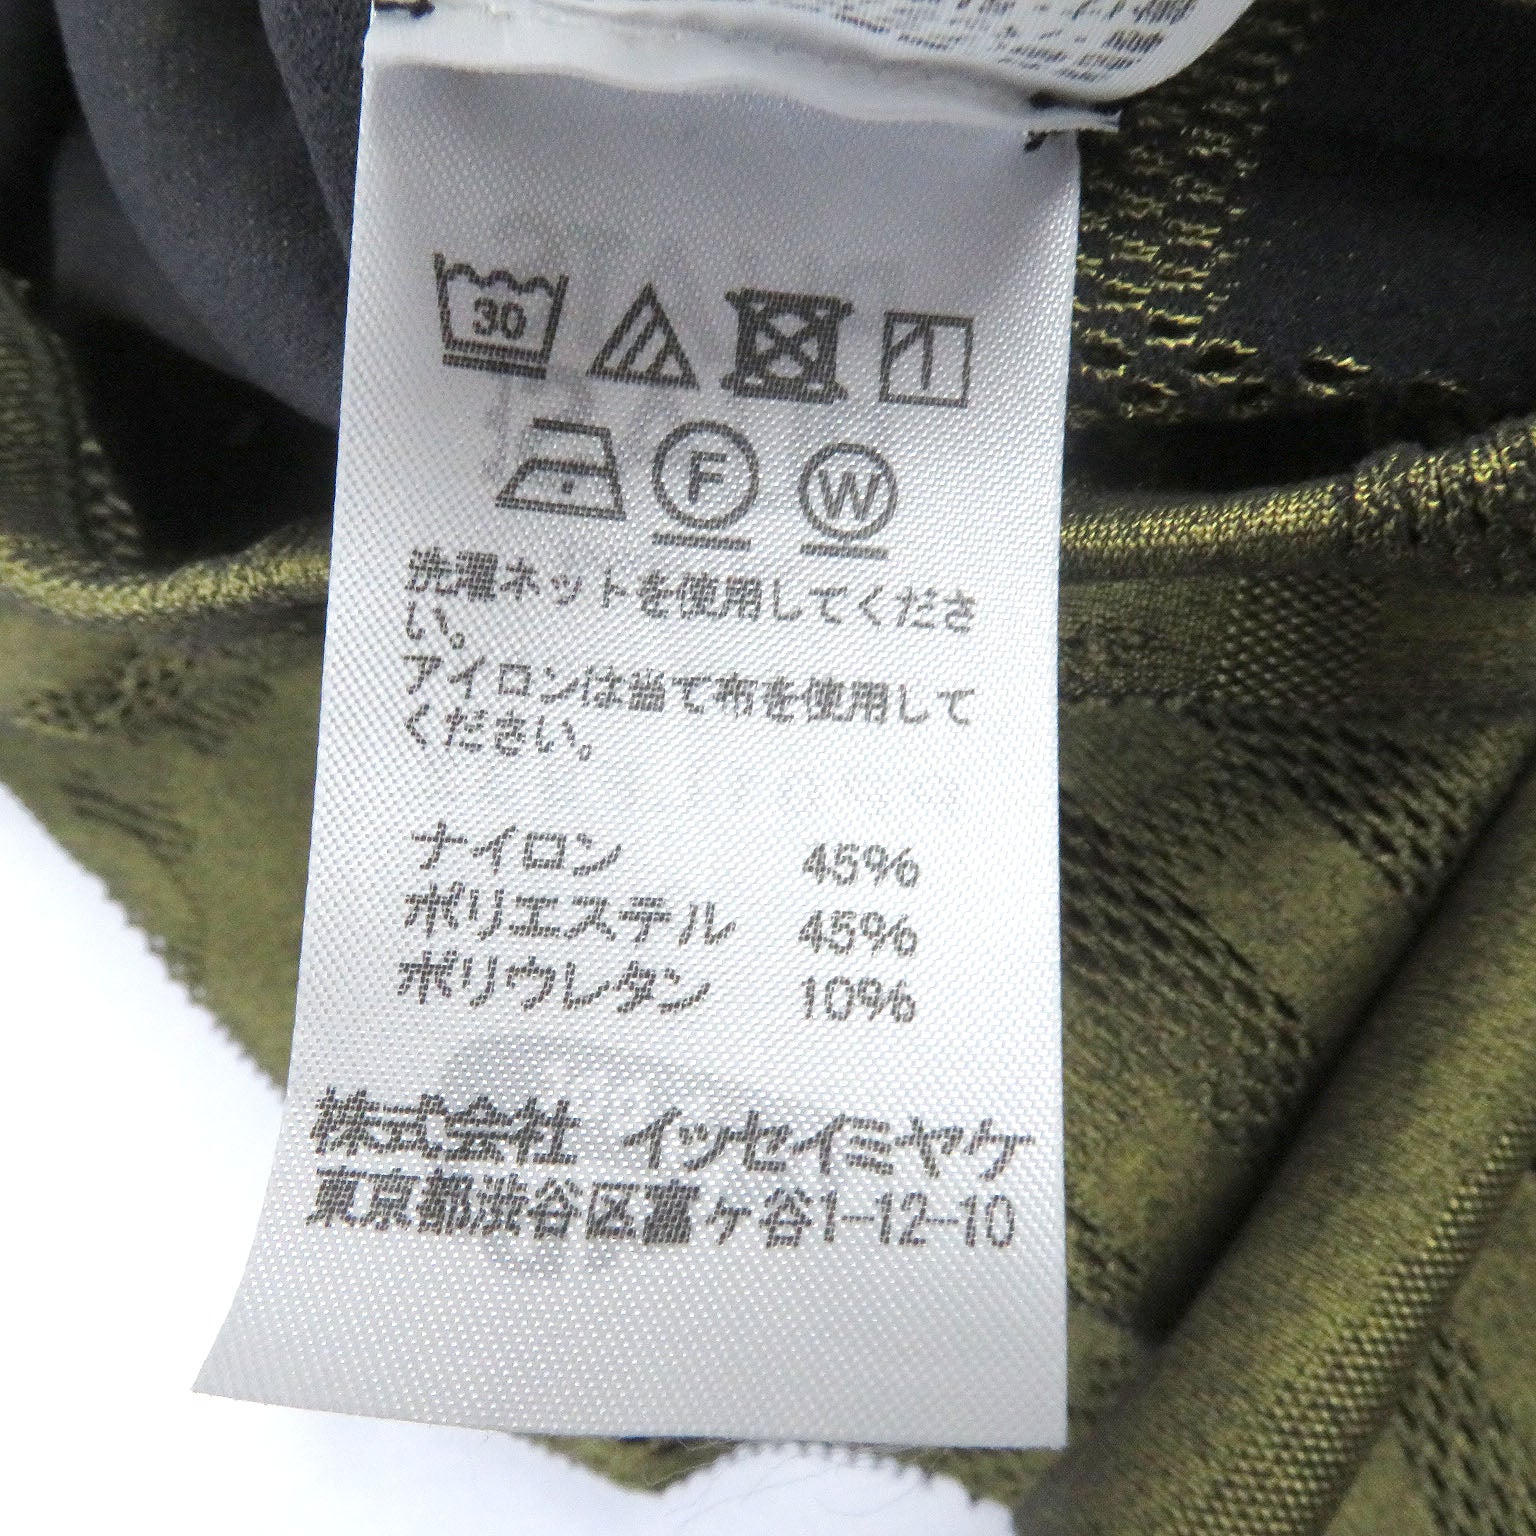 30
F
W
洗濯ネットを使用してくださ
い。
アイロンは当て布を使用して
ください。
ナイロン 45%
ポリエステル 45%
ポリウレタン 10%
株式会社 イッセイミヤケ
東京都渋谷区富ヶ谷1-12-10